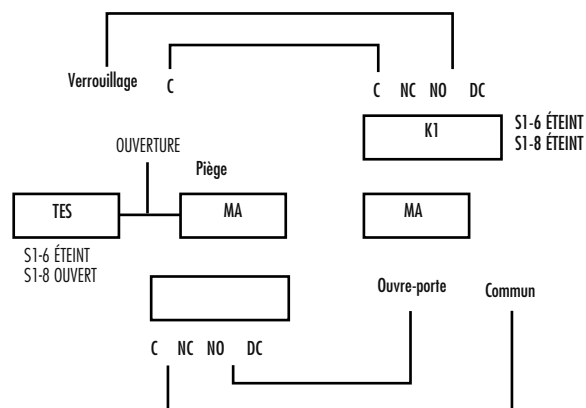 Verrouillage C
C NC NO DC
K1
S1-6 ÉTEINT
S1-8 ÉTEINT
OUVERTURE
Piège
TES
MA
MA
S1-6 ÉTEINT
S1-8 OUVERT
Ouvre-porte
Commun
C NC NO DC